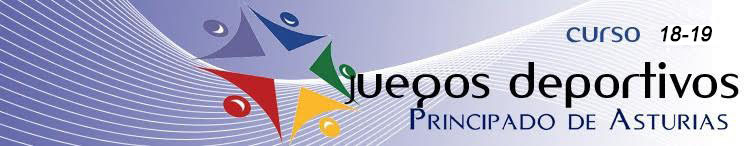 curso 18-19
juegos deportivos
PRINCIPADO DE ASTURIAS